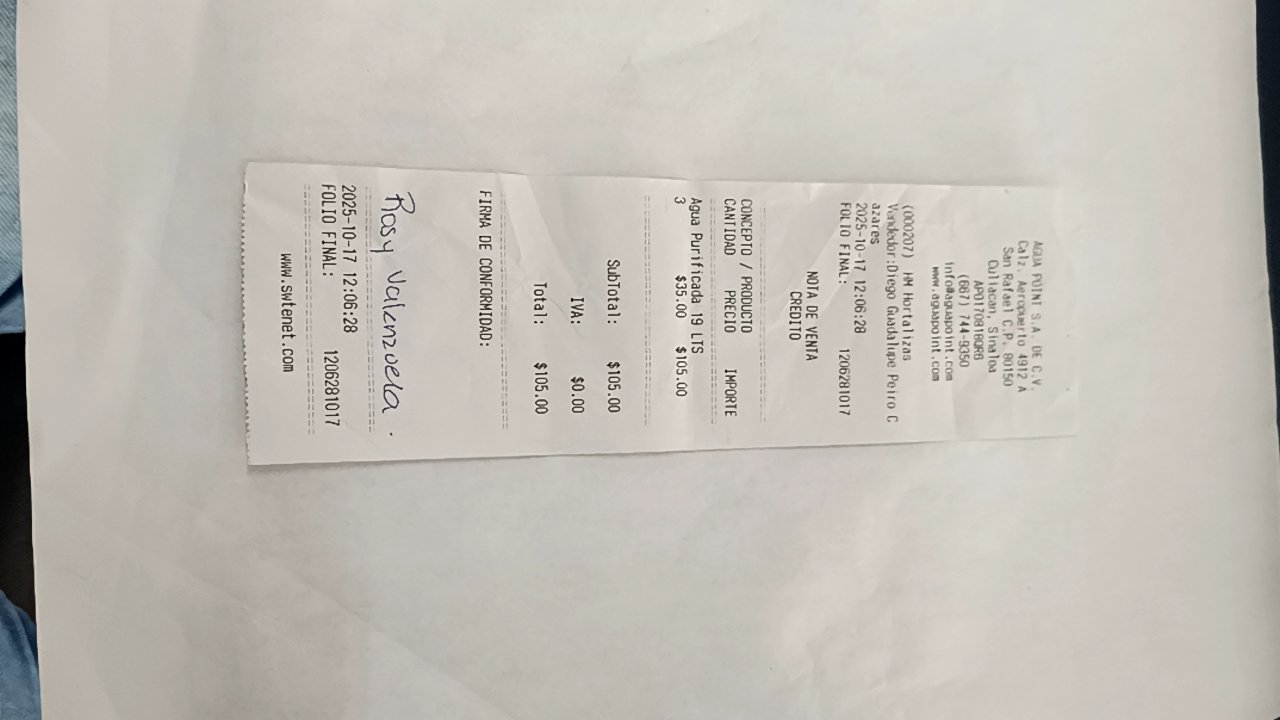 AGUA POINT S.A. DE C.V.
Calz. Aeropuerto 4912 A
San Rafael C.P. 80150
Culiacan, Sinaloa
APO170816QR6
(667) 744-9350
info@aguapoint.com
www.aguapoint.com
(000207) HM Hortalizas
Vendedor:Diego Guadalupe Peiro C
azares
2025-10-17 12:06:28
FOLIO FINAL: 1206281017
NOTA DE VENTA
CREDITO
CONCEPTO / PRODUCTO
CANTIDAD PRECIO IMPORTE
Agua Purificada 19 LTS
3 $35.00 $105.00
SubTotal: $105.00
IVA: $0.00
Total: $105.00
FIRMA DE CONFORMIDAD:
Rosy Valenzuela.
2025-10-17 12:06:28
FOLIO FINAL: 1206281017
www.swtenet.com